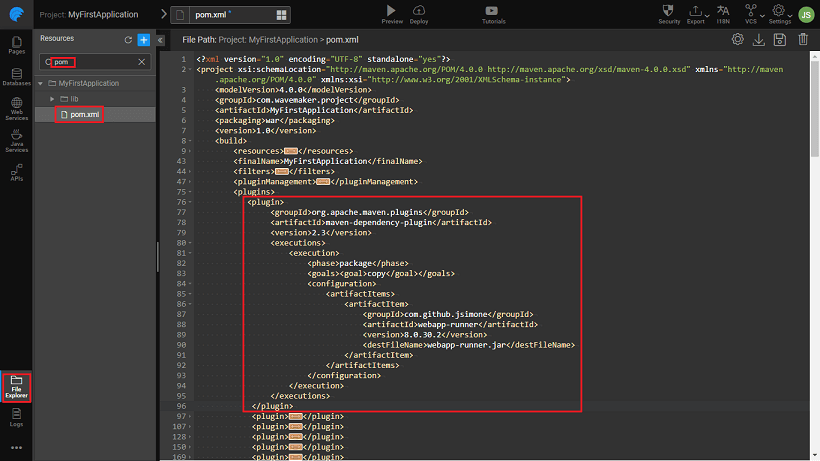 Project: MyFirstApplication
pom.xml *
Preview
Deploy
Tutorials
Security
Export
I18N
VCS
Settings
JS
Pages
Databases
Web
Services
Java
Services
APIs
File
Explorer
Logs
Resources
pom
MyFirstApplication
lib
pom.xml
File Path: Project: MyFirstApplication > pom.xml
1 <?xml version="1.0" encoding="UTF-8" standalone="yes"?>
2 <project xsi:schemaLocation="http://maven.apache.org/POM/4.0.0 http://maven.apache.org/xsd/maven-4.0.0.xsd" xmlns="http://maven
.apache.org/POM/4.0.0" xmlns:xsi="http://www.w3.org/2001/XMLSchema-instance">
3 <modelVersion>4.0.0</modelVersion>
4 <groupId>com.wavemaker.project</groupId>
5 <artifactId>MyFirstApplication</artifactId>
6 <packaging>war</packaging>
7 <version>1.0</version>
8 <build>
9 <resources></resources>
43 <finalName>MyFirstApplication</finalName>
44 <filters></filters>
47 <pluginManagement></pluginManagement>
75 <plugins>
76 <plugin>
77 <groupId>org.apache.maven.plugins</groupId>
78 <artifactId>maven-dependency-plugin</artifactId>
79 <version>2.3</version>
80 <executions>
81 <execution>
82 <phase>package</phase>
83 <goals><goal>copy</goal></goals>
84 <configuration>
85 <artifactItems>
86 <artifactItem>
87 <groupId>com.github.jsimone</groupId>
88 <artifactId>webapp-runner</artifactId>
89 <version>8.0.30.2</version>
90 <destFileName>webapp-runner.jar</destFileName>
91 </artifactItem>
92 </artifactItems>
93 </configuration>
94 </execution>
95 </executions>
96 </plugin>
97 <plugin></plugin>
107 <plugin></plugin>
128 <plugin></plugin>
150 <plugin></plugin>
169 <plugin></plugin>